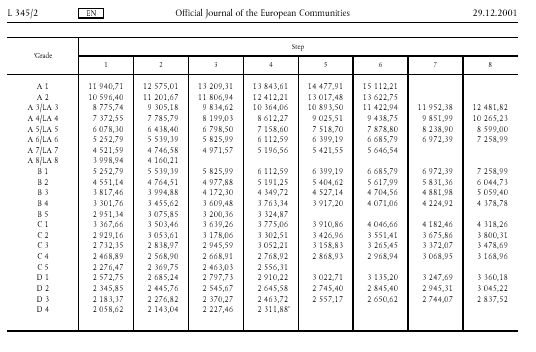 L 345/2 EN Official Journal of the European Communities 29.12.2001
Step
Grade
1 2 3 4 5 6 7 8
A 1 11 940,71 12 575,01 13 209,31 13 843,61 14 477,91 15 112,21
A 2 10 596,40 11 201,67 11 806,94 12 412,21 13 017,48 13 622,75
A 3/LA 3 8 775,74 9 305,18 9 834,62 10 364,06 10 893,50 11 422,94 11 952,38 12 481,82
A 4/LA 4 7 372,55 7 785,79 8 199,03 8 612,27 9 025,51 9 438,75 9 851,99 10 265,23
A 5/LA 5 6 078,30 6 438,40 6 798,50 7 158,60 7 518,70 7 878,80 8 238,90 8 599,00
A 6/LA 6 5 252,79 5 539,39 5 825,99 6 112,59 6 399,19 6 685,79 6 972,39 7 258,99
A 7/LA 7 4 521,59 4 746,58 4 971,57 5 196,56 5 421,55 5 646,54
A 8/LA 8 3 998,94 4 160,21
B 1 5 252,79 5 539,39 5 825,99 6 112,59 6 399,19 6 685,79 6 972,39 7 258,99
B 2 4 551,14 4 764,51 4 977,88 5 191,25 5 404,62 5 617,99 5 831,36 6 044,73
B 3 3 817,46 3 994,88 4 172,30 4 349,72 4 527,14 4 704,56 4 881,98 5 059,40
B 4 3 301,76 3 455,62 3 609,48 3 763,34 3 917,20 4 071,06 4 224,92 4 378,78
B 5 2 951,34 3 075,85 3 200,36 3 324,87
C 1 3 367,66 3 503,46 3 639,26 3 775,06 3 910,86 4 046,66 4 182,46 4 318,26
C 2 2 929,16 3 053,61 3 178,06 3 302,51 3 426,96 3 551,41 3 675,86 3 800,31
C 3 2 732,35 2 838,97 2 945,59 3 052,21 3 158,83 3 265,45 3 372,07 3 478,69
C 4 2 468,89 2 568,90 2 668,91 2 768,92 2 868,93 2 968,94 3 068,95 3 168,96
C 5 2 276,47 2 369,75 2 463,03 2 556,31
D 1 2 572,75 2 685,24 2 797,73 2 910,22 3 022,71 3 135,20 3 247,69 3 360,18
D 2 2 345,85 2 445,76 2 545,67 2 645,58 2 745,40 2 845,40 2 945,31 3 045,22
D 3 2 183,37 2 276,82 2 370,27 2 463,72 2 557,17 2 650,62 2 744,07 2 837,52
D 4 2 058,62 2 143,04 2 227,46 2 311,88'